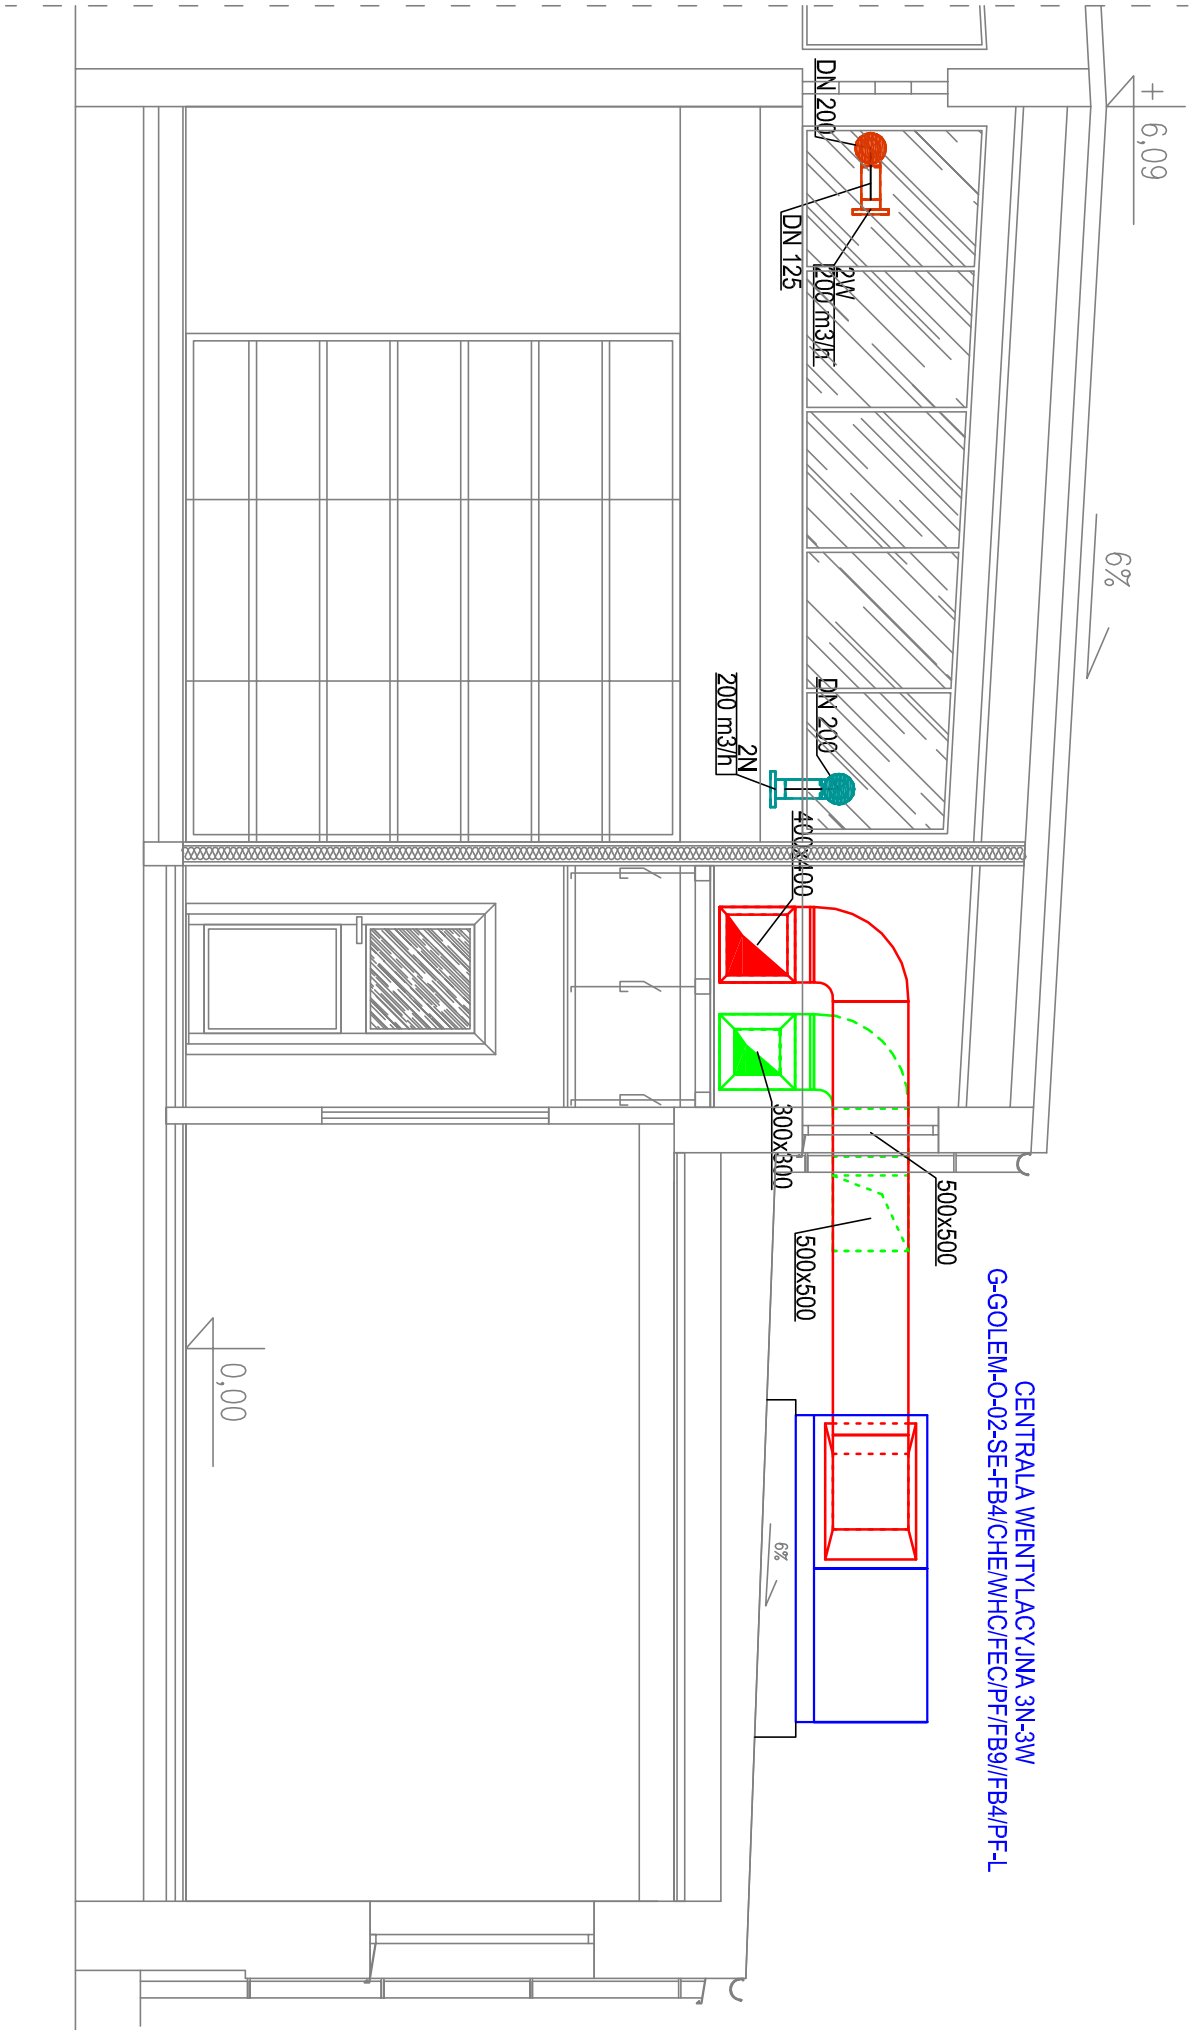 + 6,09
6%
CENTRALA WENTYLACYJNA 3N-3W
G-GOLEM-O-02-SE-FB4/CHE/WHC/FEC/PF/FB9//FB4/PF-L
DN 200
2W
200 m3/h
DN 125
DN 200
2N
200 m3/h
400x400
300x300
500x500
500x500
6%
0,00